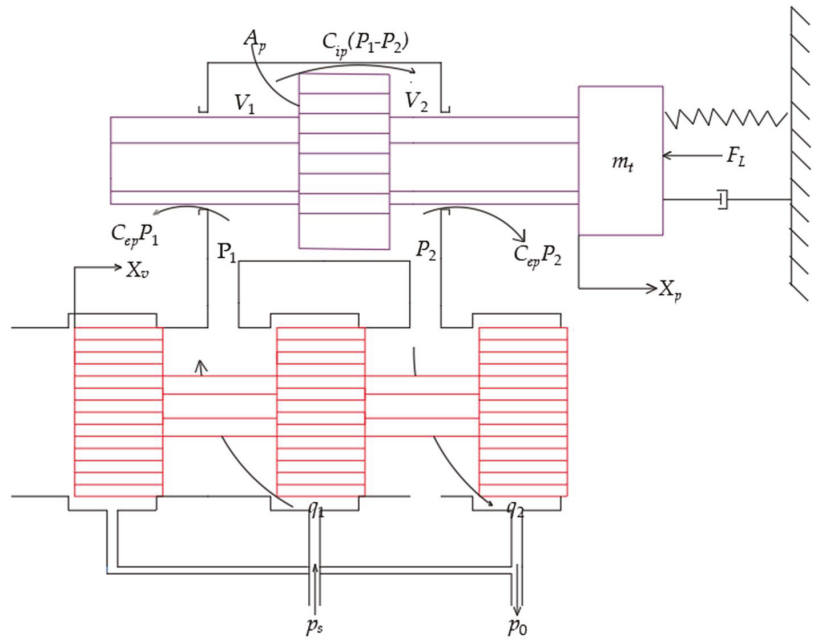 A_p C_ip(P_1-P_2)
V_1 V_2
m_t F_L
C_ep P_1 P_1 P_2 C_ep P_2
X_v X_p
q_1 q_2
p_s p_0